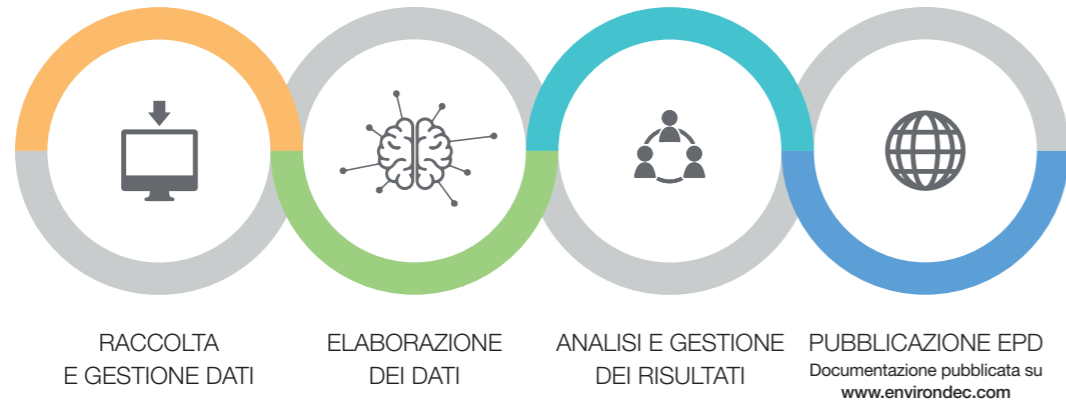 RACCOLTA
E GESTIONE DATI
ELABORAZIONE
DEI DATI
ANALISI E GESTIONE
DEI RISULTATI
PUBBLICAZIONE EPD
Documentazione pubblicata su
www.environdec.com